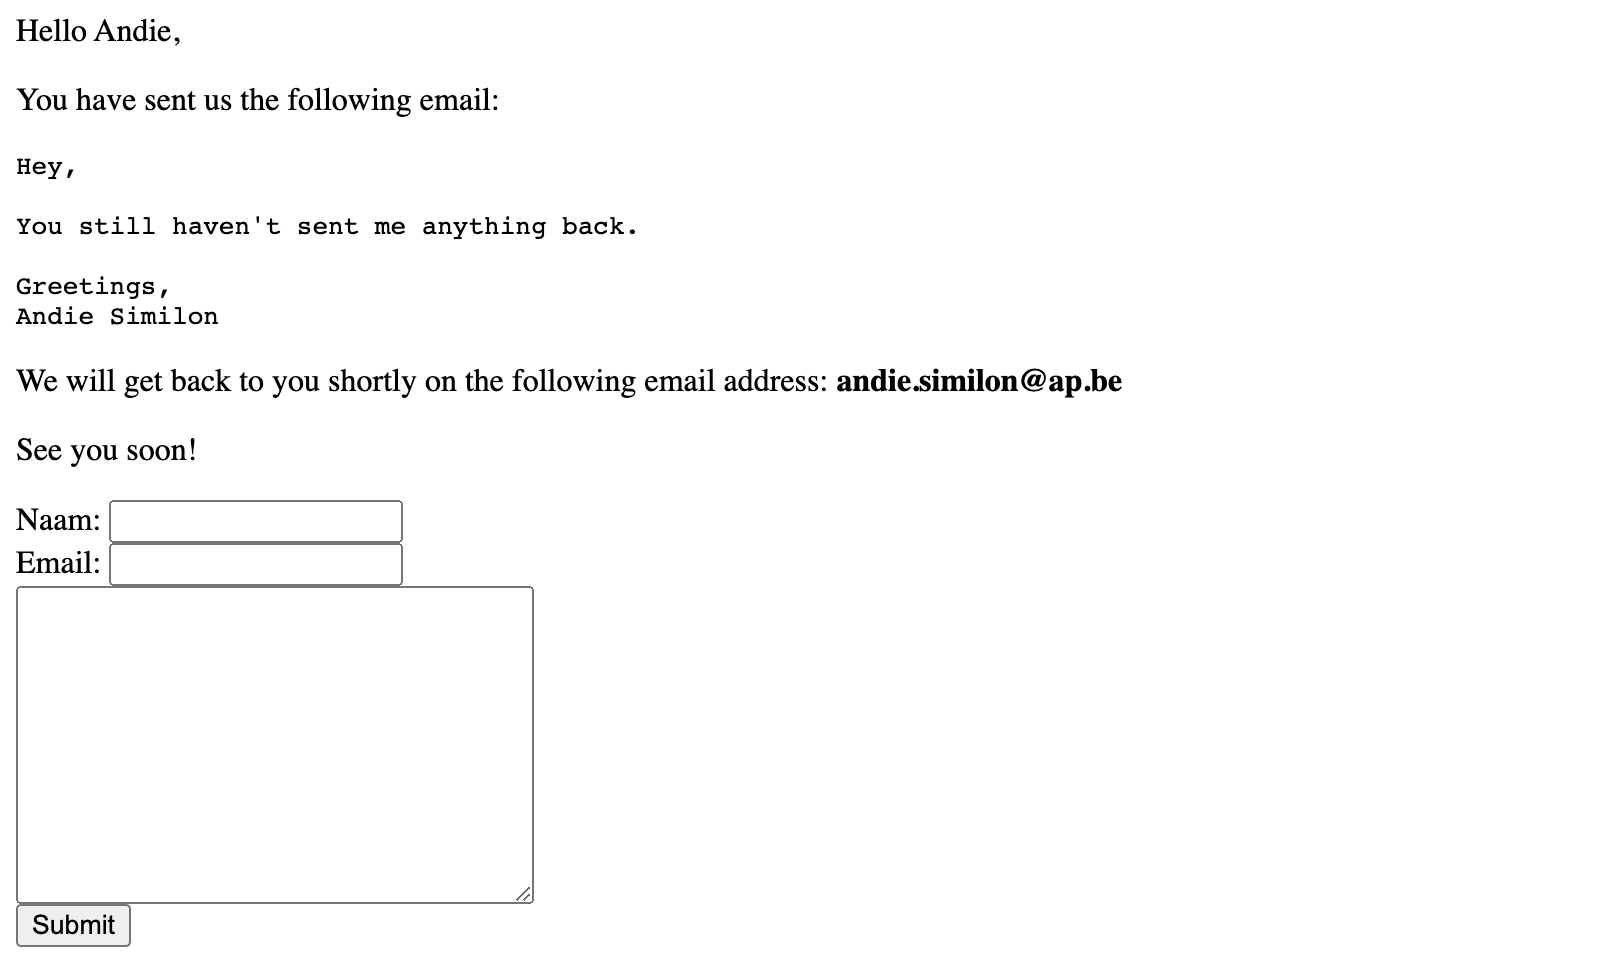 Hello Andie,
You have sent us the following email:
Hey,
You still haven't sent me anything back.
Greetings,
Andie Similon
We will get back to you shortly on the following email address: andie.similon@ap.be
See you soon!
Naam:
Email:
Submit